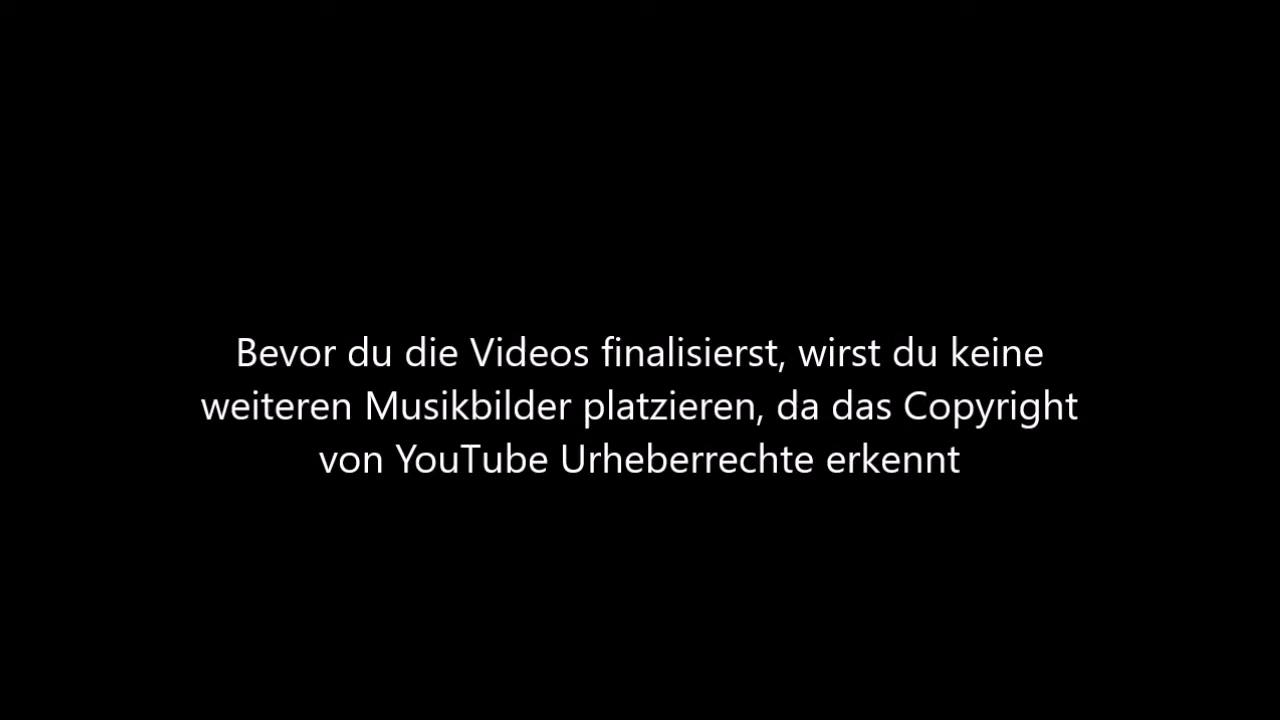 Bevor du die Videos finalisierst, wirst du keine
weiteren Musikbilder platzieren, da das Copyright
von YouTube Urheberrechte erkennt